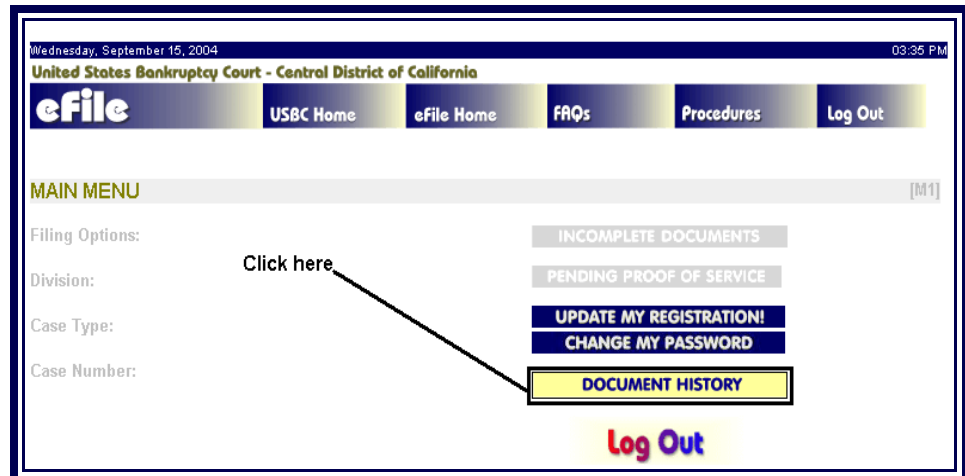 Wednesday, September 15, 2004 03:35 PM
United States Bankruptcy Court - Central District of California
eFile USBC Home eFile Home FAQs Procedures Log Out
MAIN MENU [M1]
Filing Options: INCOMPLETE DOCUMENTS
Click here
Division: PENDING PROOF OF SERVICE
Case Type: UPDATE MY REGISTRATION!
CHANGE MY PASSWORD
Case Number: DOCUMENT HISTORY
Log Out